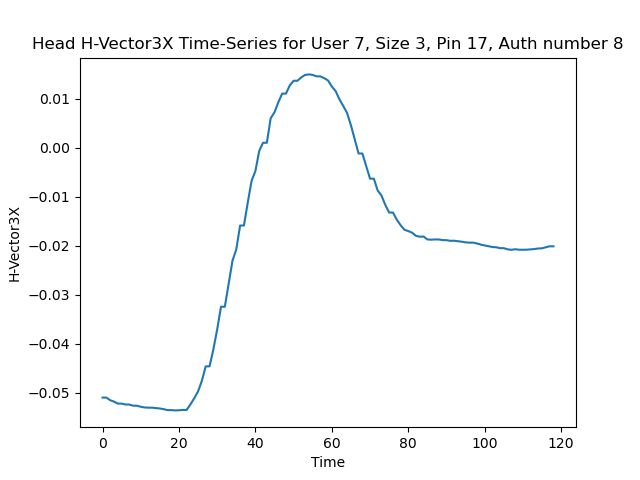 Head H-Vector3X Time-Series for User 7, Size 3, Pin 17, Auth number 8
H-Vector3X
0.01
0.00
−0.01
−0.02
−0.03
−0.04
−0.05
0 20 40 60 80 100 120
Time